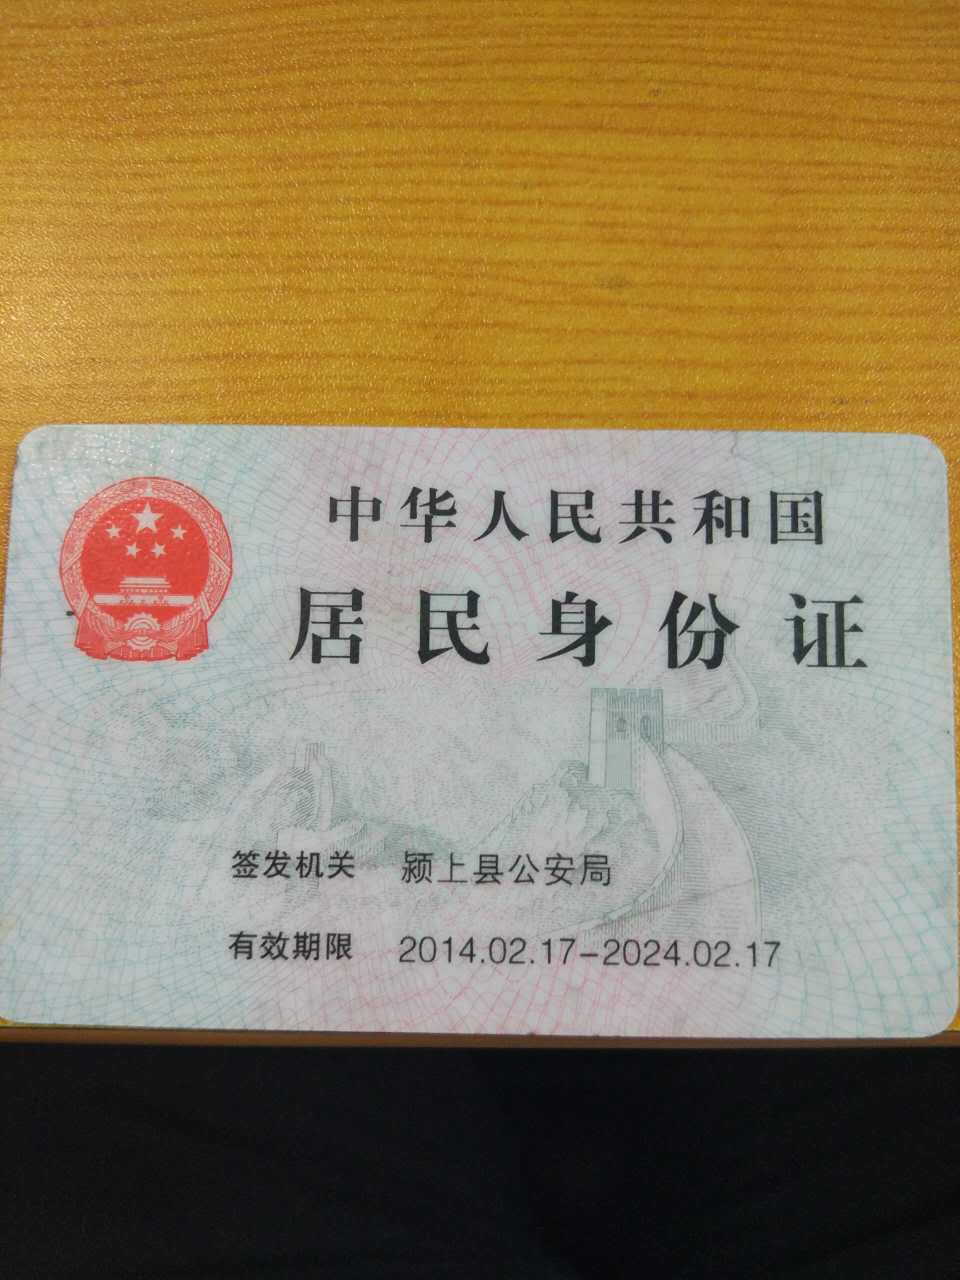 中华人民共和国
居民身份证
签发机关 颍上县公安局
有效期限 2014.02.17-2024.02.17